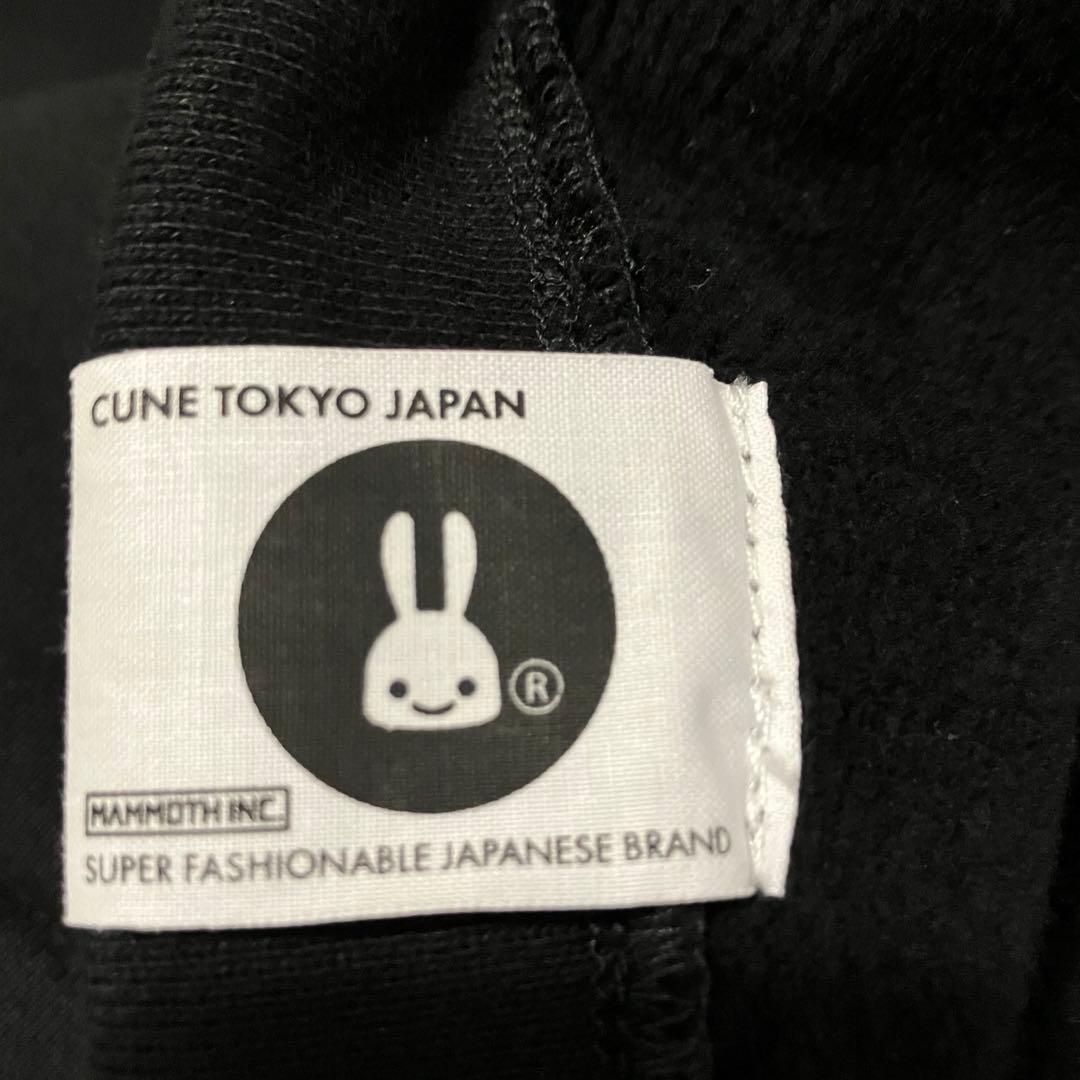 CUNE TOKYO JAPAN
®
MAMMOTH INC.
SUPER FASHIONABLE JAPANESE BRAND